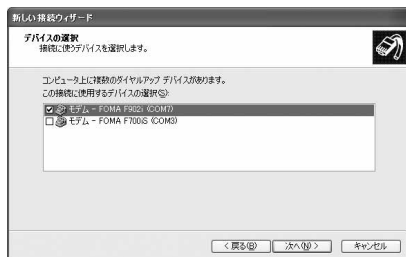 新しい接続ウィザード
デバイスの選択
接続に使うデバイスを選択します。
コンピュータ上に複数のダイヤルアップ デバイスがあります。
この接続に使用するデバイスの選択(S):
モデム - FOMA F902i (COM7)
モデム - FOMA F700iS (COM3)
< 戻る(B)
次へ(N) >
キャンセル